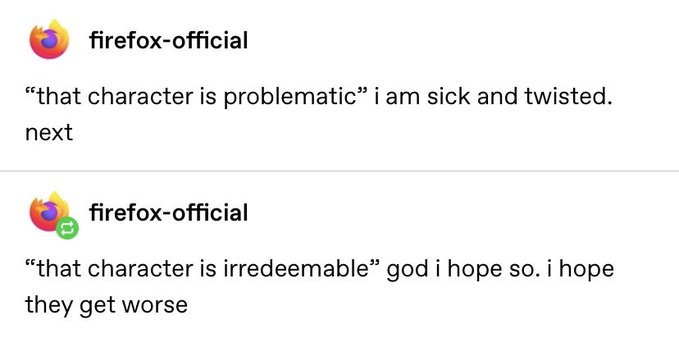 firefox-official
“that character is problematic” i am sick and twisted.
next
firefox-official
“that character is irredeemable” god i hope so. i hope
they get worse